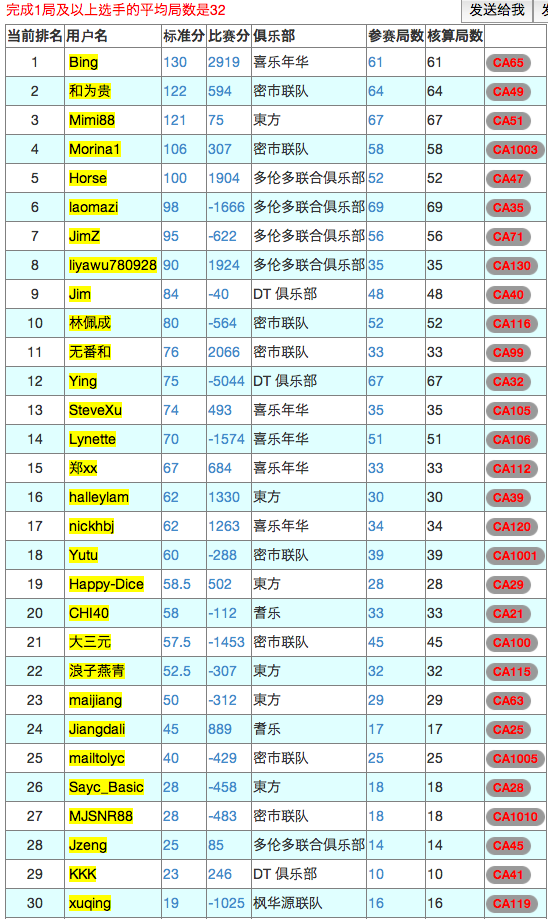 完成1局及以上选手的平均局数是32
发送给我
当前排名 用户名 标准分 比赛分 俱乐部 参赛局数 核算局数
1 Bing 130 2919 喜乐年华 61 61 CA65
2 和为贵 122 594 密市联队 64 64 CA49
3 Mimi88 121 75 東方 67 67 CA51
4 Morina1 106 307 密市联队 58 58 CA1003
5 Horse 100 1904 多伦多联合俱乐部 52 52 CA47
6 laomazi 98 -1666 多伦多联合俱乐部 69 69 CA35
7 JimZ 95 -622 多伦多联合俱乐部 56 56 CA71
8 liyawu780928 90 1924 多伦多联合俱乐部 35 35 CA130
9 Jim 84 -40 DT 俱乐部 48 48 CA40
10 林佩成 80 -564 密市联队 52 52 CA116
11 无番和 76 2066 密市联队 33 33 CA99
12 Ying 75 -5044 DT 俱乐部 67 67 CA32
13 SteveXu 74 493 喜乐年华 35 35 CA105
14 Lynette 70 -1574 喜乐年华 51 51 CA106
15 郑xx 67 684 喜乐年华 33 33 CA112
16 halleylam 62 1330 東方 30 30 CA39
17 nickhbj 62 1263 喜乐年华 34 34 CA120
18 Yutu 60 -288 密市联队 39 39 CA1001
19 Happy-Dice 58.5 502 東方 28 28 CA29
20 CHI40 58 -112 耆乐 33 33 CA21
21 大三元 57.5 -1453 密市联队 45 45 CA100
22 浪子燕青 52.5 -307 東方 32 32 CA115
23 maijiang 50 -312 東方 29 29 CA63
24 Jiangdali 45 889 耆乐 17 17 CA25
25 mailtolyc 40 -429 密市联队 25 25 CA1005
26 Sayc_Basic 28 -458 東方 18 18 CA28
27 MJSNR88 28 -483 密市联队 18 18 CA1010
28 Jzeng 25 85 多伦多联合俱乐部 14 14 CA45
29 KKK 23 246 DT 俱乐部 10 10 CA41
30 xuqing 19 -1025 枫华源联队 16 16 CA119